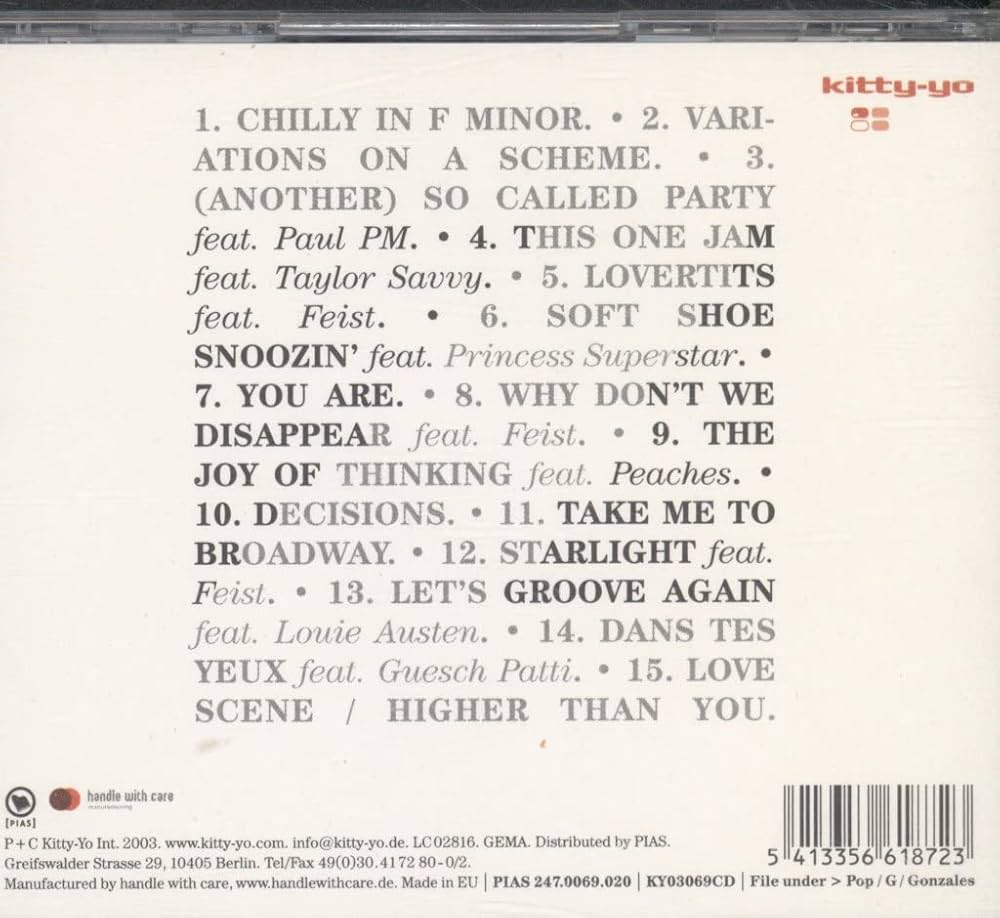 kitty-yo
1. CHILLY IN F MINOR. • 2. VARI-
ATIONS ON A SCHEME. • 3.
(ANOTHER) SO CALLED PARTY
feat. Paul PM. • 4. THIS ONE JAM
feat. Taylor Savvy. • 5. LOVERTITS
feat. Feist. • 6. SOFT SHOE
SNOOZIN' feat. Princess Superstar. •
7. YOU ARE. • 8. WHY DON'T WE
DISAPPEAR feat. Feist. • 9. THE
JOY OF THINKING feat. Peaches. •
10. DECISIONS. • 11. TAKE ME TO
BROADWAY. • 12. STARLIGHT feat.
Feist. • 13. LET'S GROOVE AGAIN
feat. Louie Austen. • 14. DANS TES
YEUX feat. Guesch Patti. • 15. LOVE
SCENE / HIGHER THAN YOU.
handle with care
manufacturing
[PIAS]
P + C Kitty-Yo Int. 2003. www.kitty-yo.com. info@kitty-yo.de. LC 02816. GEMA. Distributed by PIAS.
Greifswalder Strasse 29, 10405 Berlin. Tel/Fax 49(0)30. 41 72 80 - 0/2.
Manufactured by handle with care, www.handlewithcare.de. Made in EU | PIAS 247.0069.020 | KY03069CD | File under > Pop / G / Gonzales
5 413356 618723